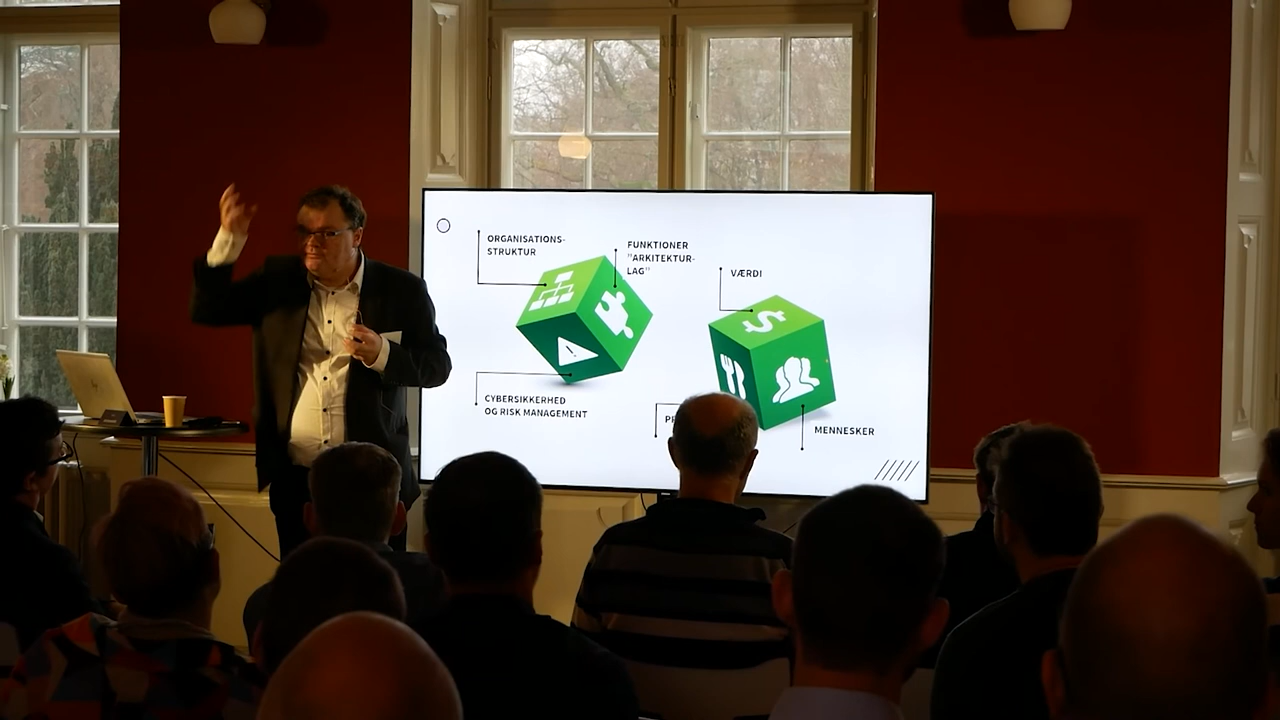 ORGANISATIONS-
STRUKTUR
FUNKTIONER
"ARKITEKTUR-
LAG"
VÆRDI
CYBERSIKKERHED
OG RISK MANAGEMENT
MENNESKER